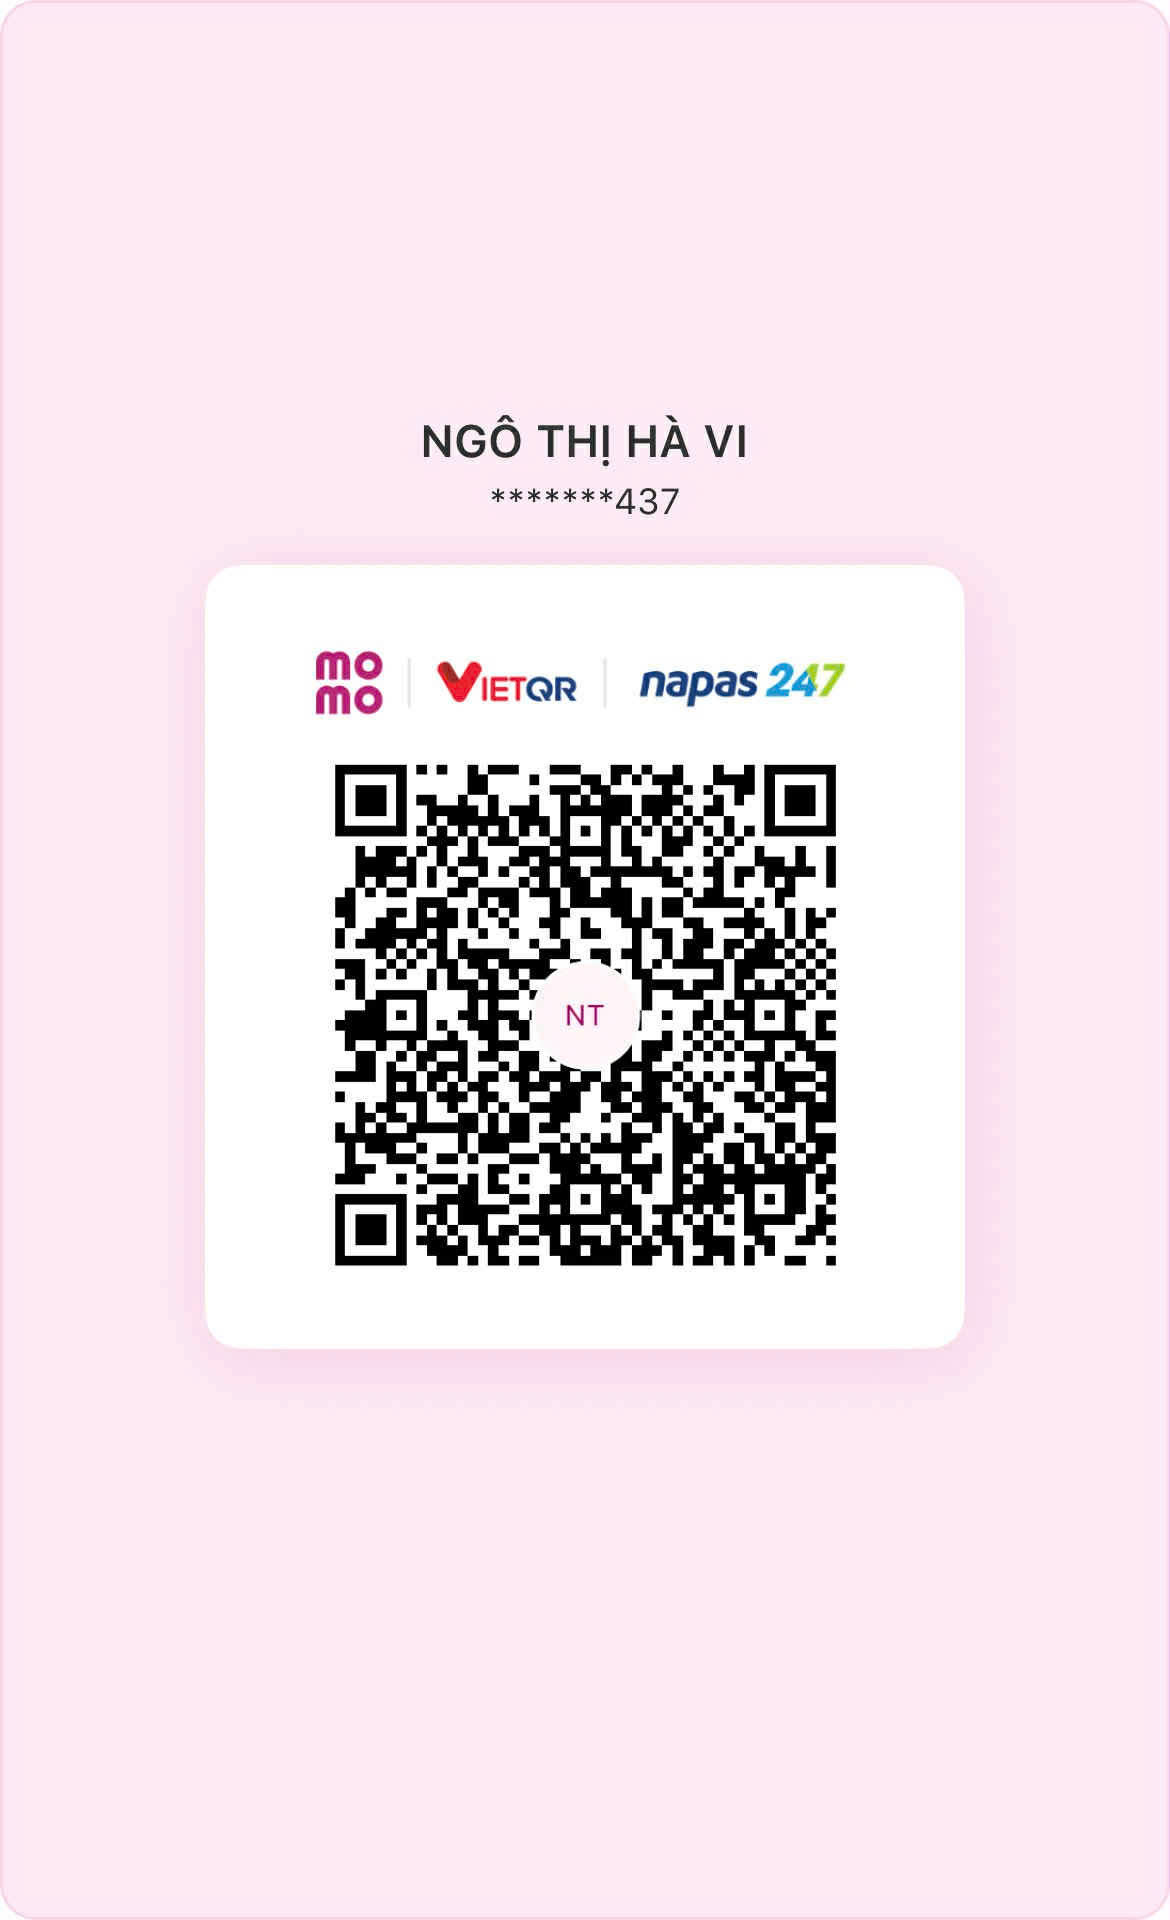 NGÔ THỊ HÀ VI
*******437
mo
mo
VIETQR
napas 247
NT